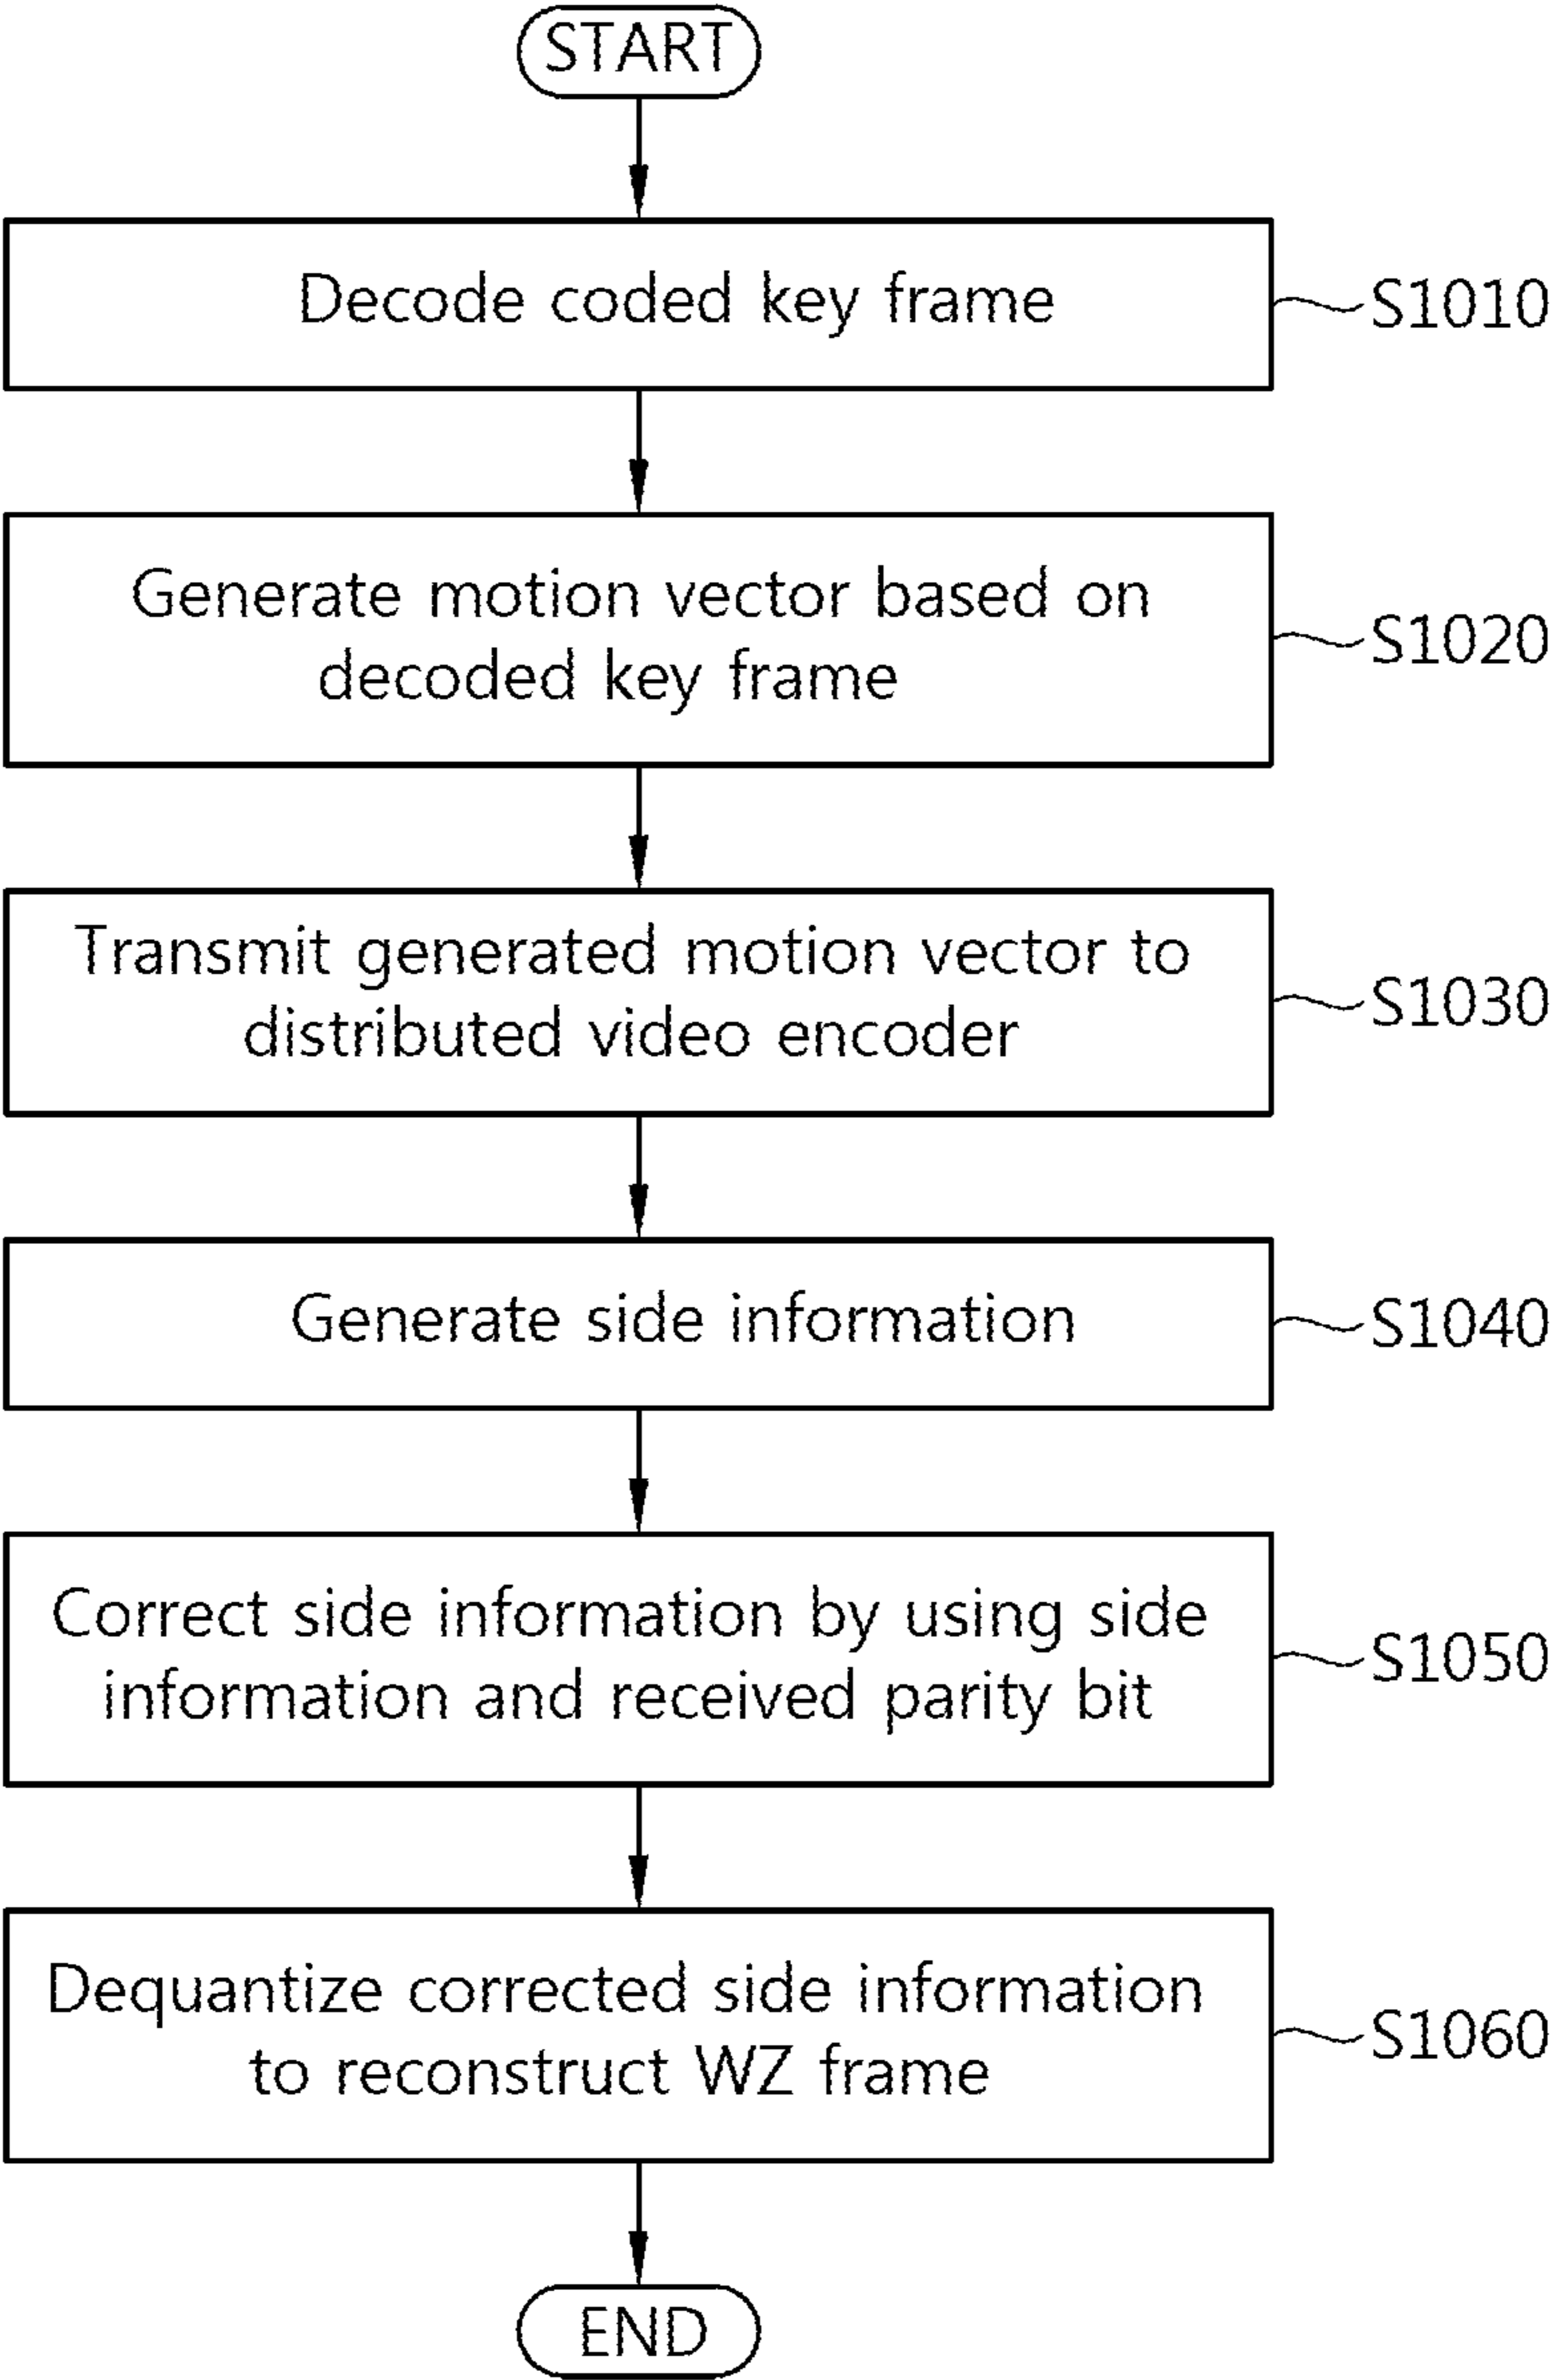 START
Decode coded key frame
S1010
Generate motion vector based on
decoded key frame
S1020
Transmit generated motion vector to
distributed video encoder
S1030
Generate side information
S1040
Correct side information by using side
information and received parity bit
S1050
Dequantize corrected side information
to reconstruct WZ frame
S1060
END